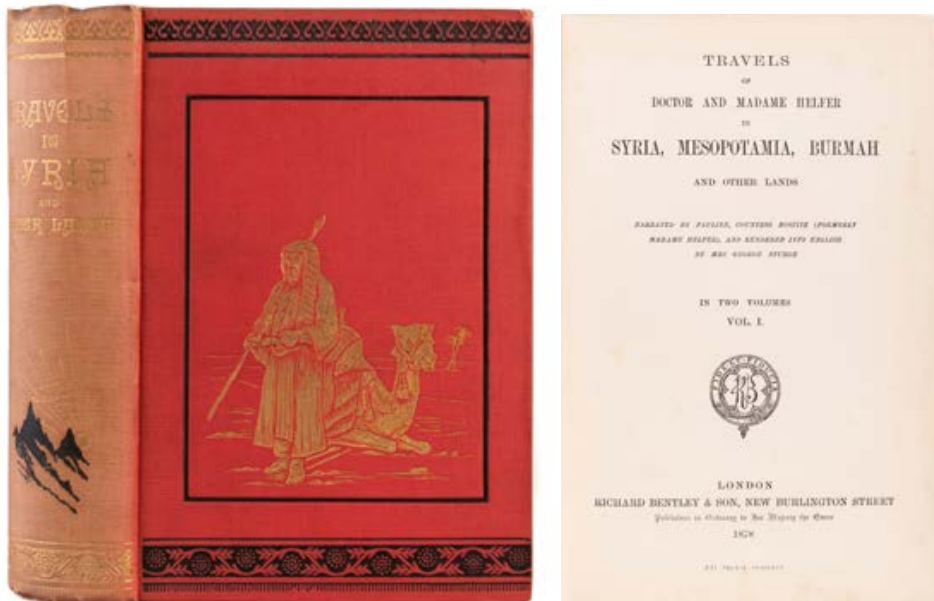 TRAVELS
IN
SYRIA
AND
OTHER LANDS
TRAVELS
OF
DOCTOR AND MADAME HELFER
IN
SYRIA, MESOPOTAMIA, BURMAH
AND OTHER LANDS
NARRATED BY PAULINE, COUNTESS NOSTITZ (FORMERLY
MADAME HELFER), AND RENDERED INTO ENGLISH
BY MRS GEORGE STURGE
IN TWO VOLUMES
VOL. I.
RS
LONDON
RICHARD BENTLEY & SON, NEW BURLINGTON STREET
Publishers in Ordinary to Her Majesty the Queen
1878